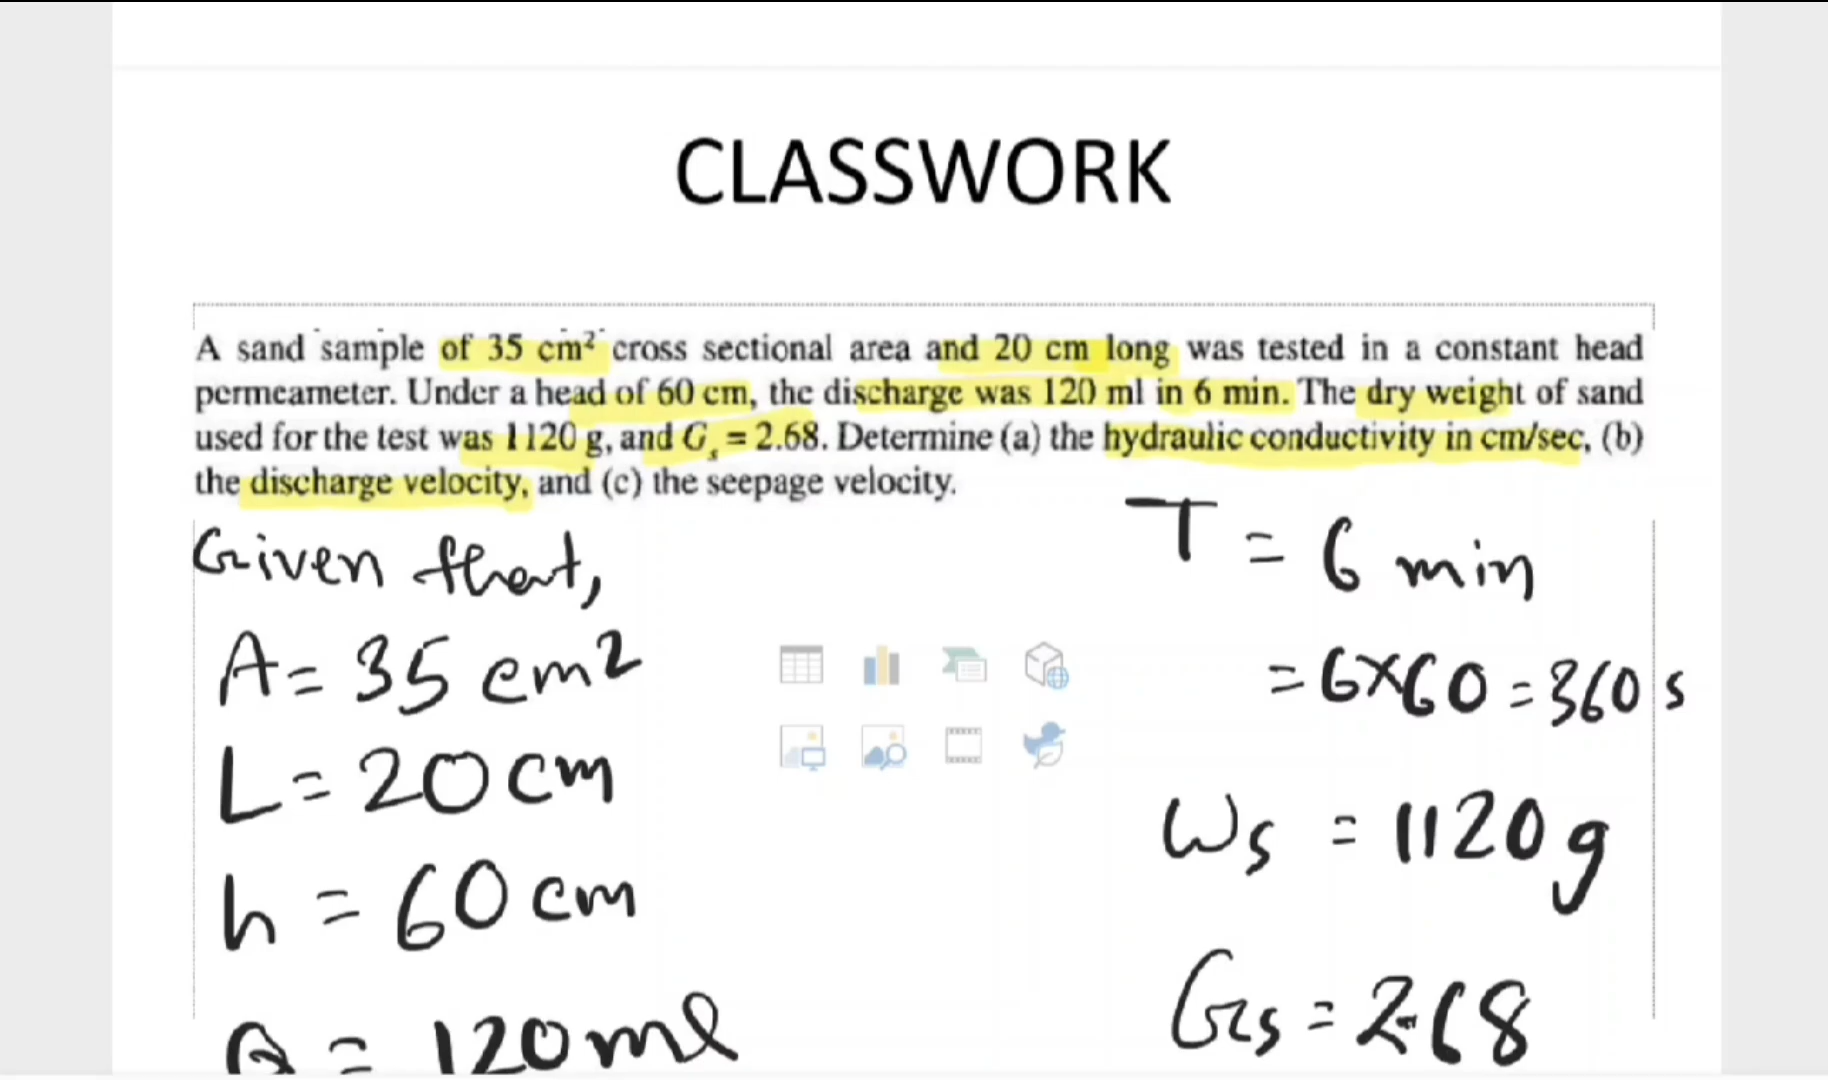 CLASSWORK
A sand sample of 35 cm² cross sectional area and 20 cm long was tested in a constant head
permeameter. Under a head of 60 cm, the discharge was 120 ml in 6 min. The dry weight of sand
used for the test was 1120 g, and Gₛ = 2.68. Determine (a) the hydraulic conductivity in cm/sec, (b)
the discharge velocity, and (c) the seepage velocity.
Given that,
A = 35 cm2
L = 20 cm
h = 60 cm
Q = 120 ml
T = 6 min
= 6×60 = 360 s
Ws = 1120 g
Gs = 2.68